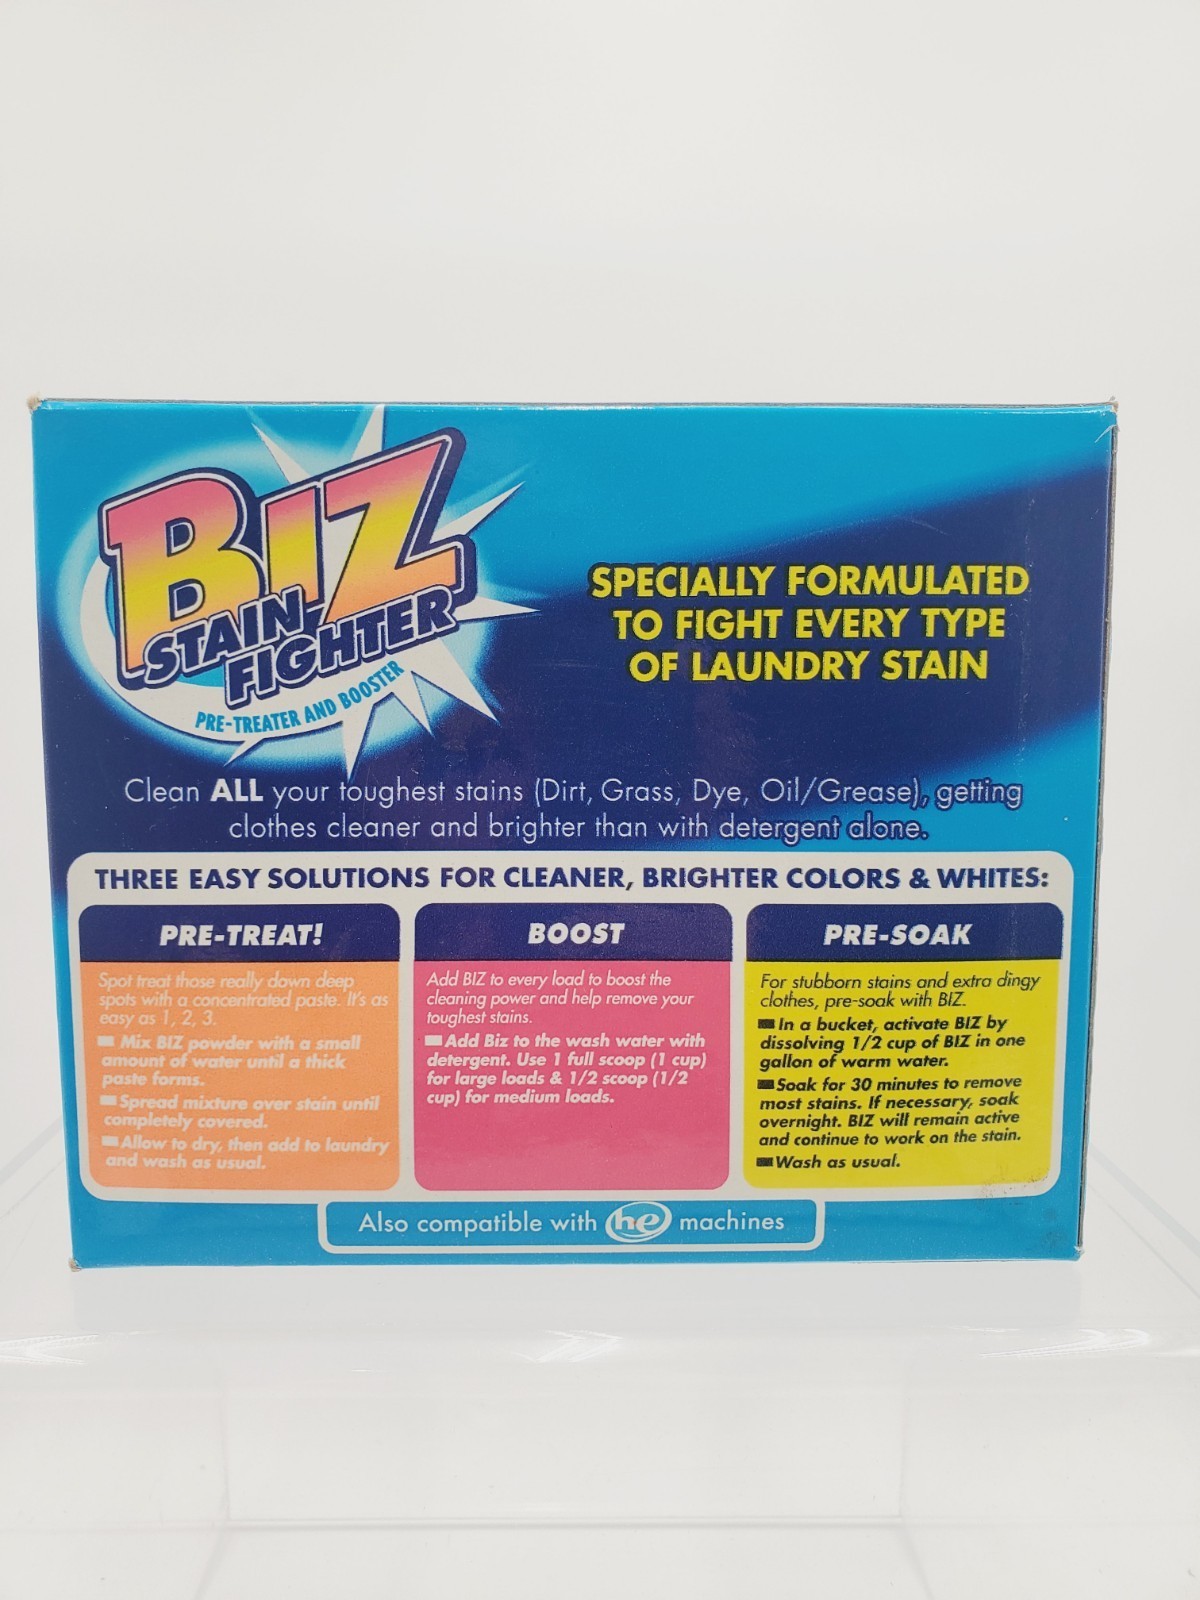 BIZ
STAIN
FIGHTER
PRE-TREATER AND BOOSTER
SPECIALLY FORMULATED
TO FIGHT EVERY TYPE
OF LAUNDRY STAIN
Clean ALL your toughest stains (Dirt, Grass, Dye, Oil/Grease), getting
clothes cleaner and brighter than with detergent alone.
THREE EASY SOLUTIONS FOR CLEANER, BRIGHTER COLORS & WHITES:
PRE-TREAT!
Spot treat those really down deep
spots with a concentrated paste. It's as
easy as 1, 2, 3.
Mix BIZ powder with a small
amount of water until a thick
paste forms.
Spread mixture over stain until
completely covered.
Allow to dry, then add to laundry
and wash as usual.
BOOST
Add BIZ to every load to boost the
cleaning power and help remove your
toughest stains.
Add Biz to the wash water with
detergent. Use 1 full scoop (1 cup)
for large loads & 1/2 scoop (1/2
cup) for medium loads.
PRE-SOAK
For stubborn stains and extra dingy
clothes, pre-soak with BIZ.
In a bucket, activate BIZ by
dissolving 1/2 cup of BIZ in one
gallon of warm water.
Soak for 30 minutes to remove
most stains. If necessary, soak
overnight. BIZ will remain active
and continue to work on the stain.
Wash as usual.
Also compatible with he machines